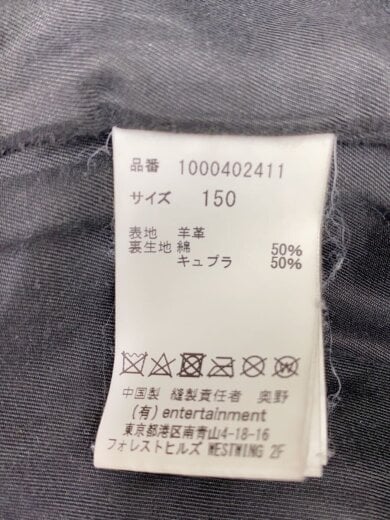 品番 1000402411
サイズ 150
表地 羊革
裏生地 綿 50%
キュプラ 50%
中国製 縫製責任者 奥野
(有) entertainment
東京都港区南青山4-18-16
フォレストヒルズ WESTWING 2F